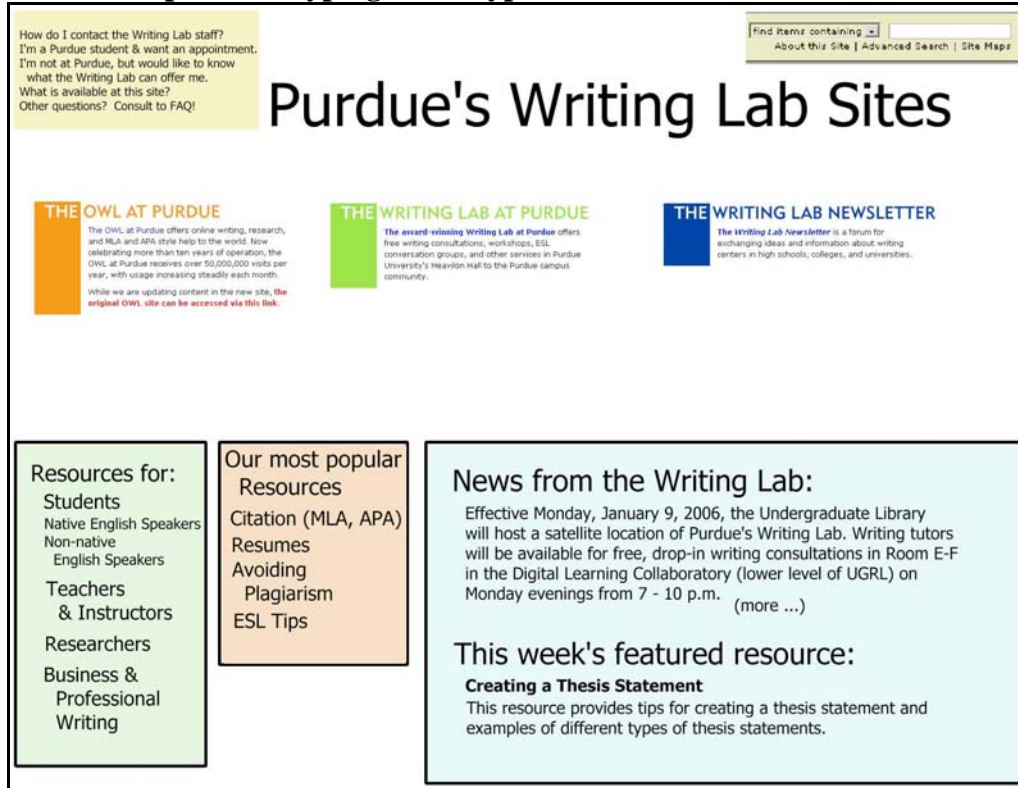 How do I contact the Writing Lab staff?
I'm a Purdue student & want an appointment.
I'm not at Purdue, but would like to know
what the Writing Lab can offer me.
What is available at this site?
Other questions? Consult to FAQ!
find items containing
About this Site | Advanced Search | Site Maps
Purdue's Writing Lab Sites
THE OWL AT PURDUE
The OWL at Purdue offers online writing, research,
and MLA and APA style help to the world. Now
celebrating more than ten years of operation, the
OWL at Purdue receives over 50,000,000 visits per
year, with usage increasing steadily each month.
While we are updating content in the new site, the
original OWL site can be accessed via this link.
THE WRITING LAB AT PURDUE
The award-winning Writing Lab at Purdue offers
free writing consultations, workshops, ESL
conversation groups, and other services in Purdue
University's Heavilon Hall to the Purdue campus
community.
THE WRITING LAB NEWSLETTER
The Writing Lab Newsletter is a forum for
exchanging ideas and information about writing
centers in high schools, colleges, and universities.
Resources for:
Students
Native English Speakers
Non-native
English Speakers
Teachers
& Instructors
Researchers
Business &
Professional
Writing
Our most popular
Resources
Citation (MLA, APA)
Resumes
Avoiding
Plagiarism
ESL Tips
News from the Writing Lab:
Effective Monday, January 9, 2006, the Undergraduate Library
will host a satellite location of Purdue's Writing Lab. Writing tutors
will be available for free, drop-in writing consultations in Room E-F
in the Digital Learning Collaboratory (lower level of UGRL) on
Monday evenings from 7 - 10 p.m.
(more ...)
This week's featured resource:
Creating a Thesis Statement
This resource provides tips for creating a thesis statement and
examples of different types of thesis statements.